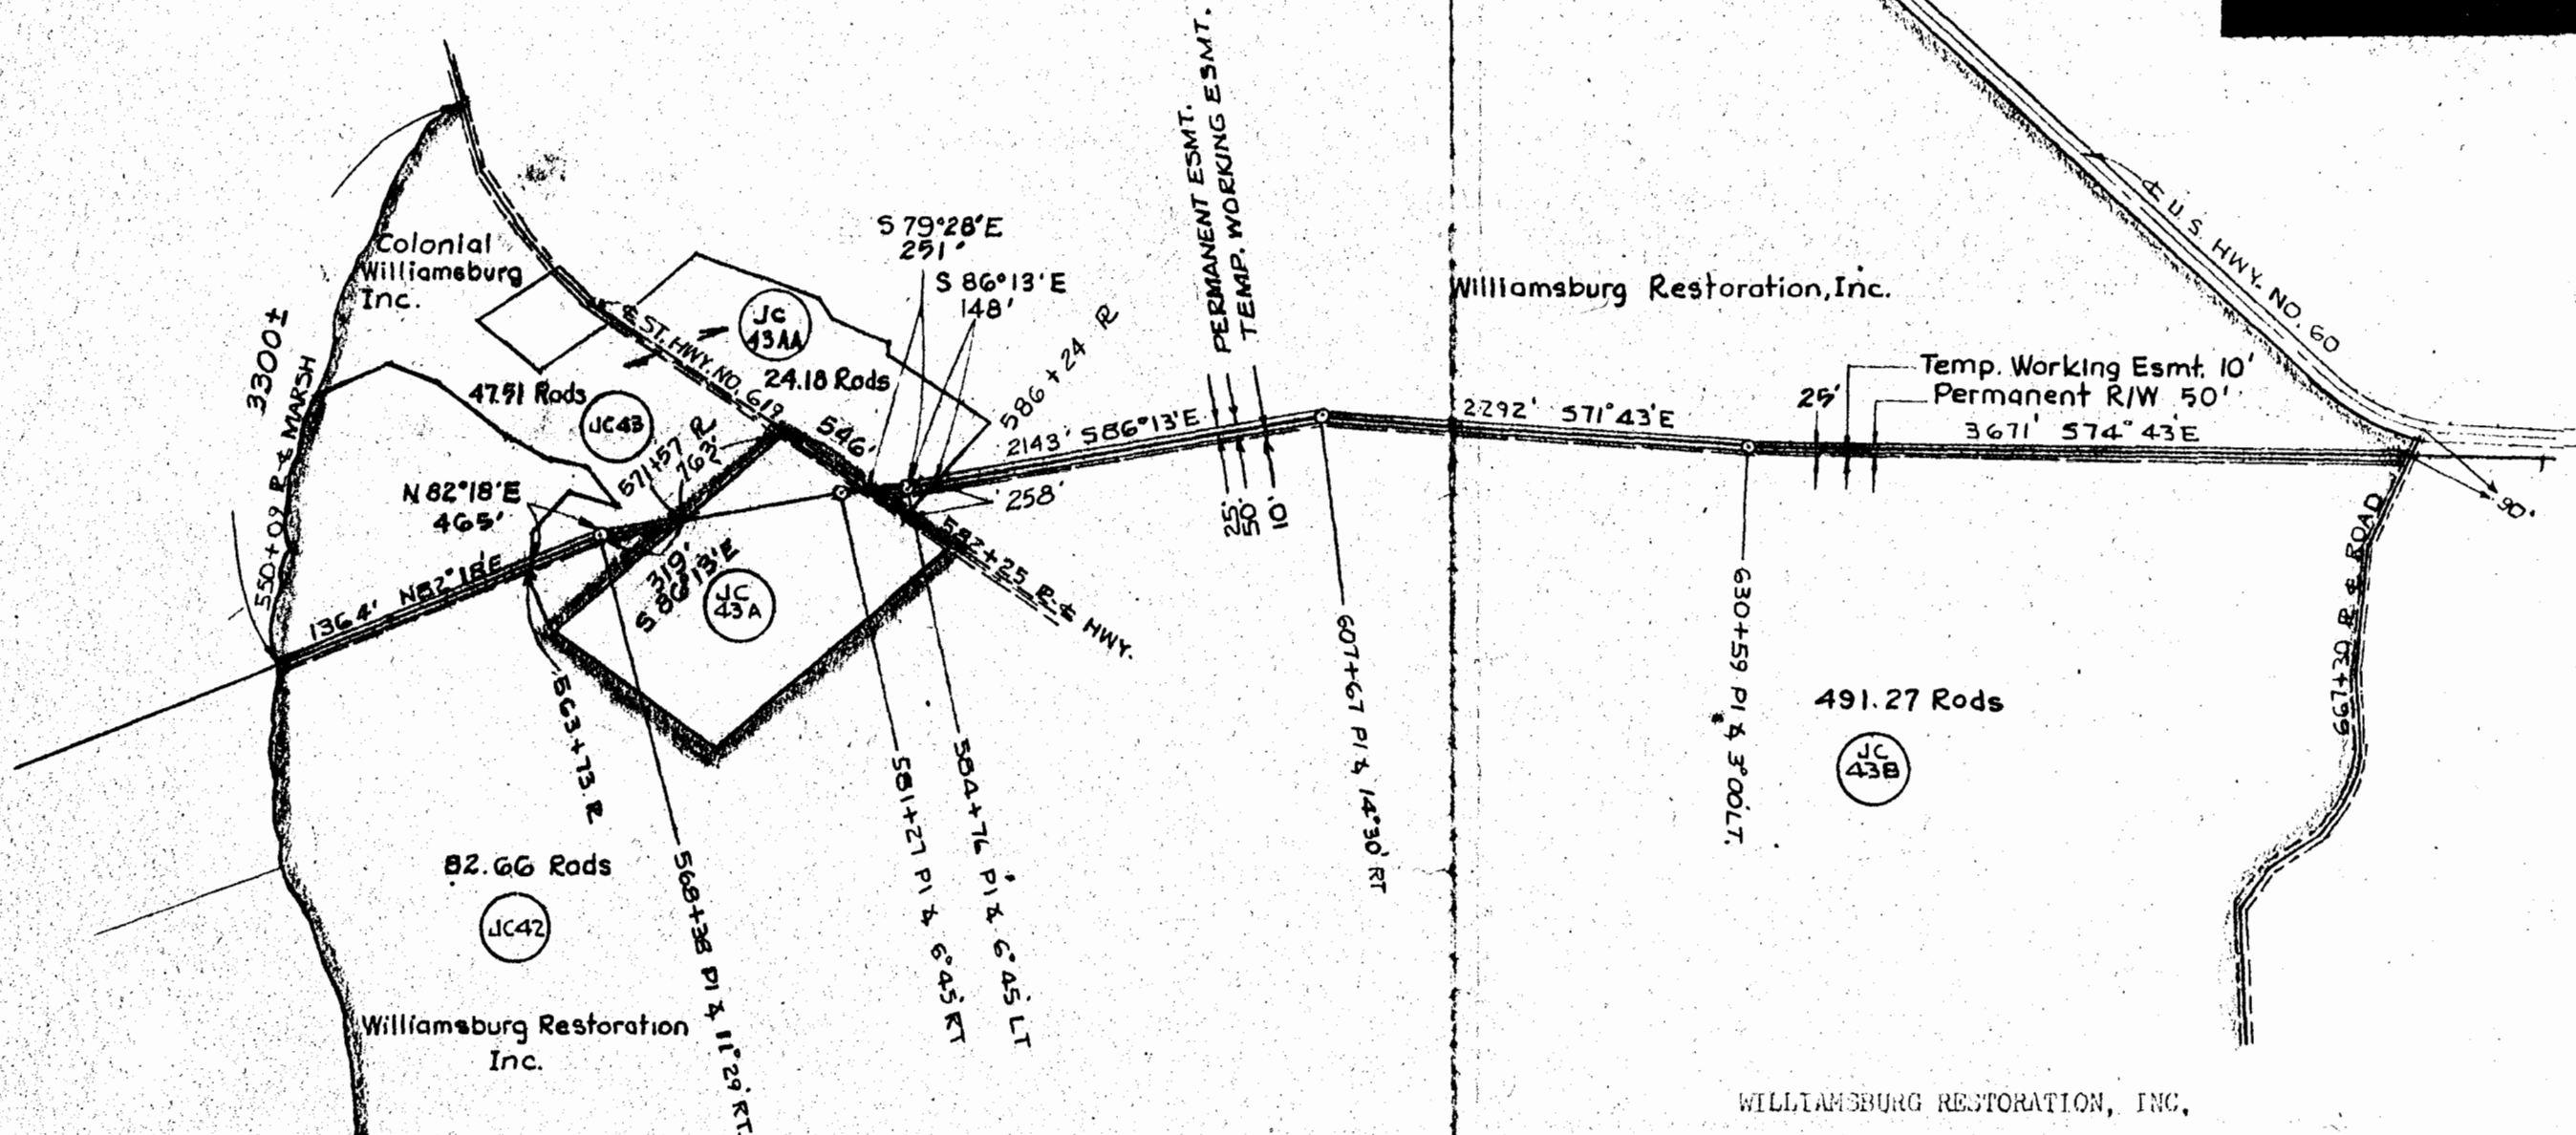 Colonial
Williamsburg
Inc.
3300±
550+09 P. ₵ MARSH
47.51 Rods
JC43
₵ ST. HWY. NO. 619
JC
43AA
24.18 Rods
S 79°28'E
251'
S 86°13'E
148'
586+24 ⅊
PERMANENT ESMT.
TEMP. WORKING ESMT.
571+57 ⅊
763'
546'
N 82°18'E
465'
1364' N82°18'E
319'
S 86°13'E
JC
43A
258'
582+25 P. ₵ HWY.
2143' S86°13'E
25'
50'
10'
563+73 ⅊
568+38 PI ∡ 11°29' RT.
581+27 PI ∡ 6°45' RT
584+76 PI ∡ 6°45' LT
607+67 PI ∡ 14°30' RT
82.66 Rods
JC42
Williamsburg Restoration
Inc.
Williamsburg Restoration, Inc.
₵ U.S. HWY. NO. 60
Temp. Working Esmt. 10'
Permanent R/W 50'
25'
2292' S71°43'E
3671' S74°43'E
90'
630+59 PI ∡ 3°00' LT.
667+30 ⅊ ₵ ROAD
491.27 Rods
JC
43B
WILLIAMSBURG RESTORATION, INC.